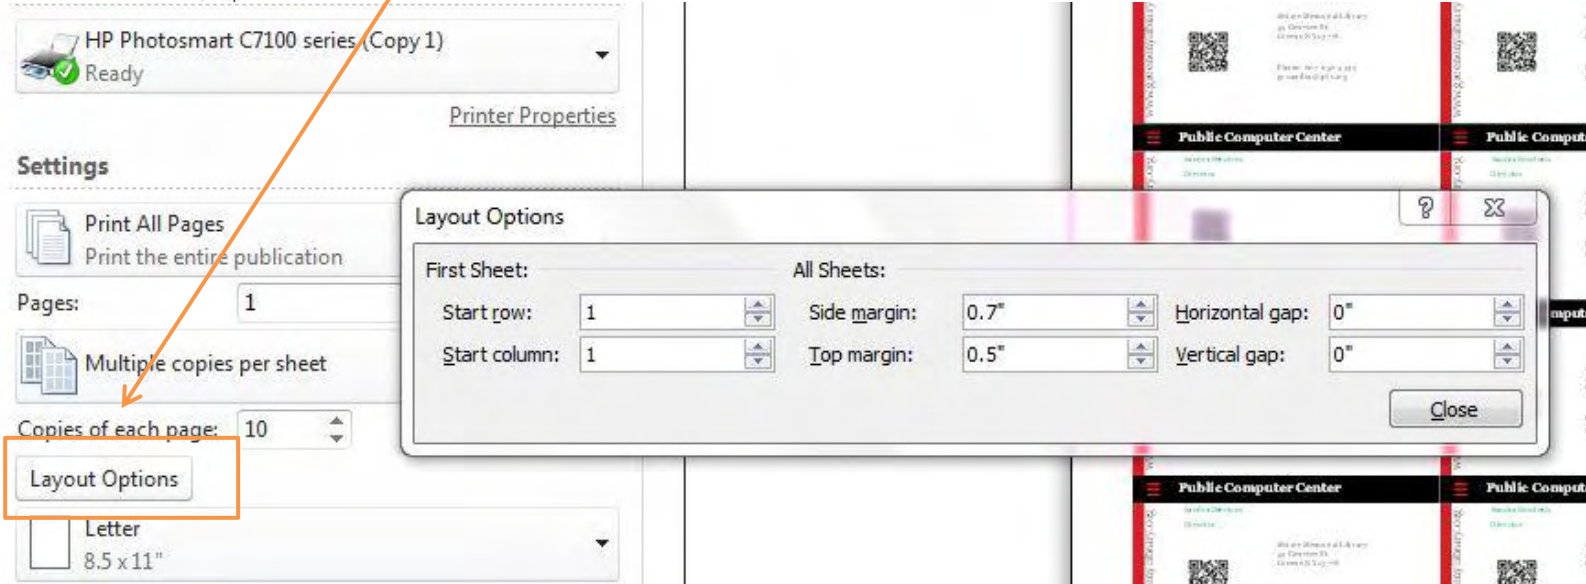 HP Photosmart C7100 series (Copy 1)
Ready
Printer Properties
Settings
Print All Pages
Print the entire publication
Pages:
1
Multiple copies per sheet
Copies of each page:
10
Layout Options
Letter
8.5 x 11"
Layout Options
First Sheet:
All Sheets:
Start row:
1
Side margin:
0.7"
Horizontal gap:
0"
Start column:
1
Top margin:
0.5"
Vertical gap:
0"
Close
Public Computer Center
Public Comput
mput
Public Computer Center
Public Comput